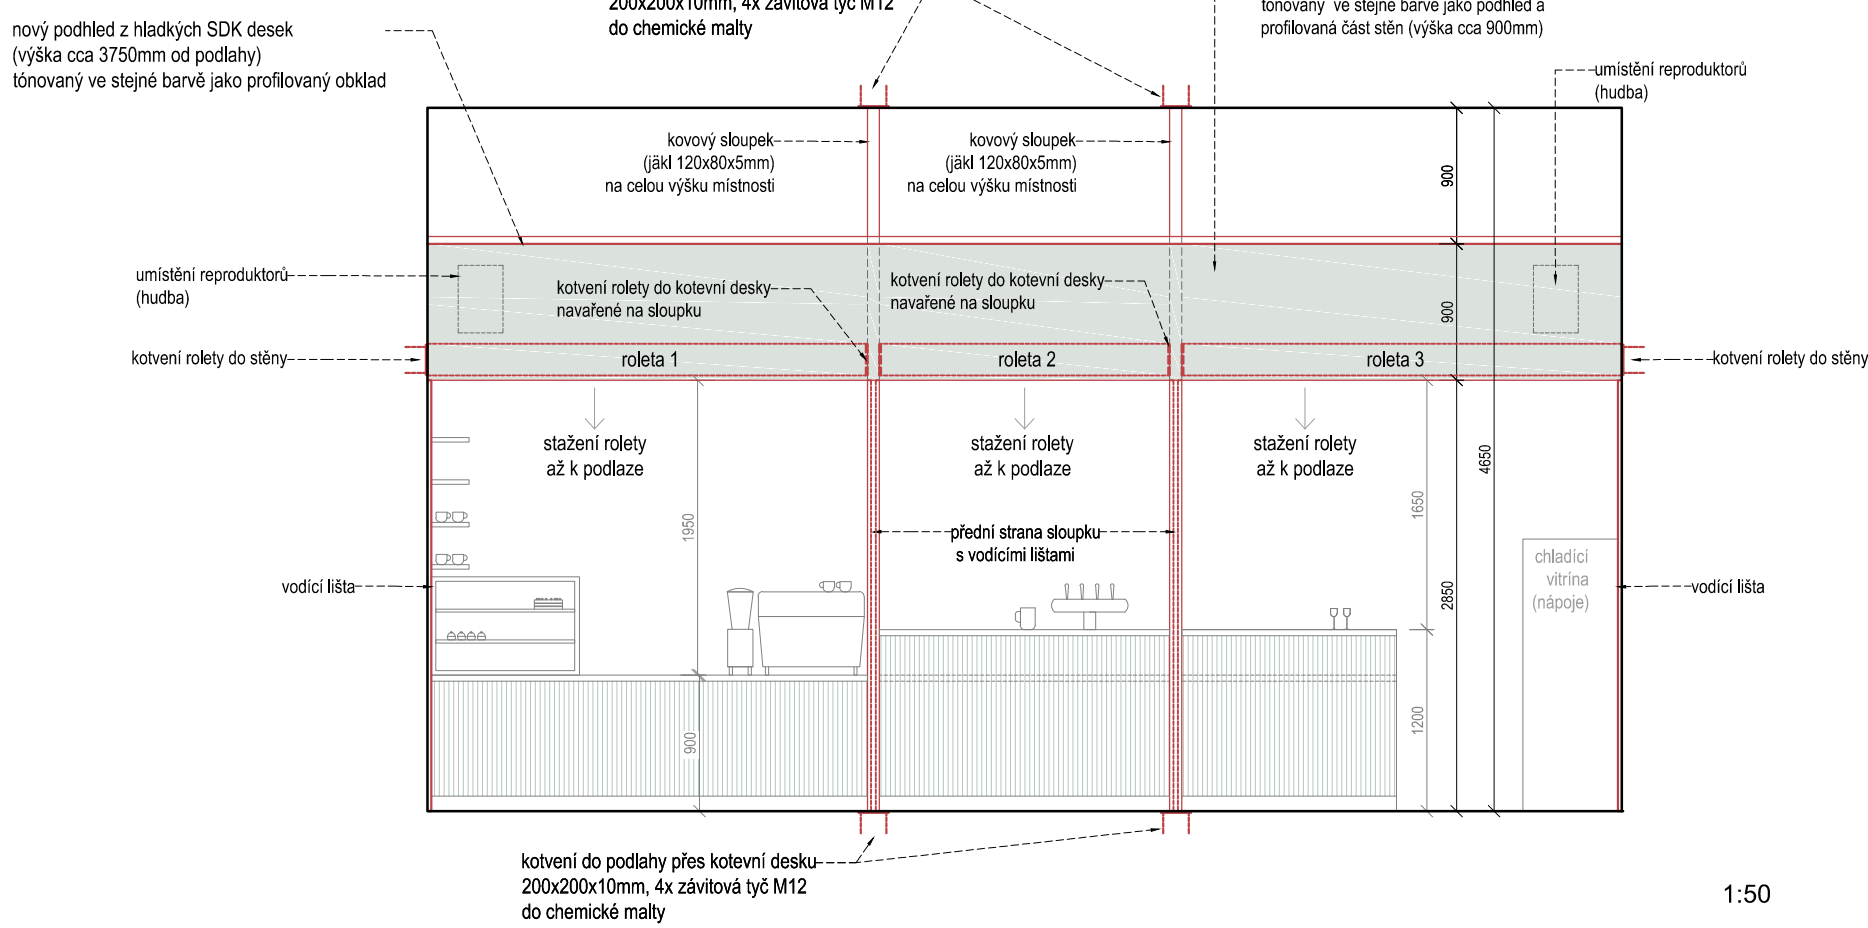 200x200x10mm, 4x závitová tyč M12
do chemické malty
tónovaný ve stejné barvě jako podhled a
profilovaná část stěn (výška cca 900mm)
nový podhled z hladkých SDK desek
(výška cca 3750mm od podlahy)
tónovaný ve stejné barvě jako profilovaný obklad
umístění reproduktorů
(hudba)
kovový sloupek
(jäkl 120x80x5mm)
na celou výšku místnosti
kovový sloupek
(jäkl 120x80x5mm)
na celou výšku místnosti
900
umístění reproduktorů
(hudba)
kotvení rolety do kotevní desky
navařené na sloupku
kotvení rolety do kotevní desky
navařené na sloupku
900
kotvení rolety do stěny
roleta 1
roleta 2
roleta 3
kotvení rolety do stěny
stažení rolety
až k podlaze
stažení rolety
až k podlaze
stažení rolety
až k podlaze
4650
1950
1650
přední strana sloupku
s vodícími lištami
chladící
vitrína
(nápoje)
vodící lišta
2850
vodící lišta
900
1200
kotvení do podlahy přes kotevní desku
200x200x10mm, 4x závitová tyč M12
do chemické malty
1:50